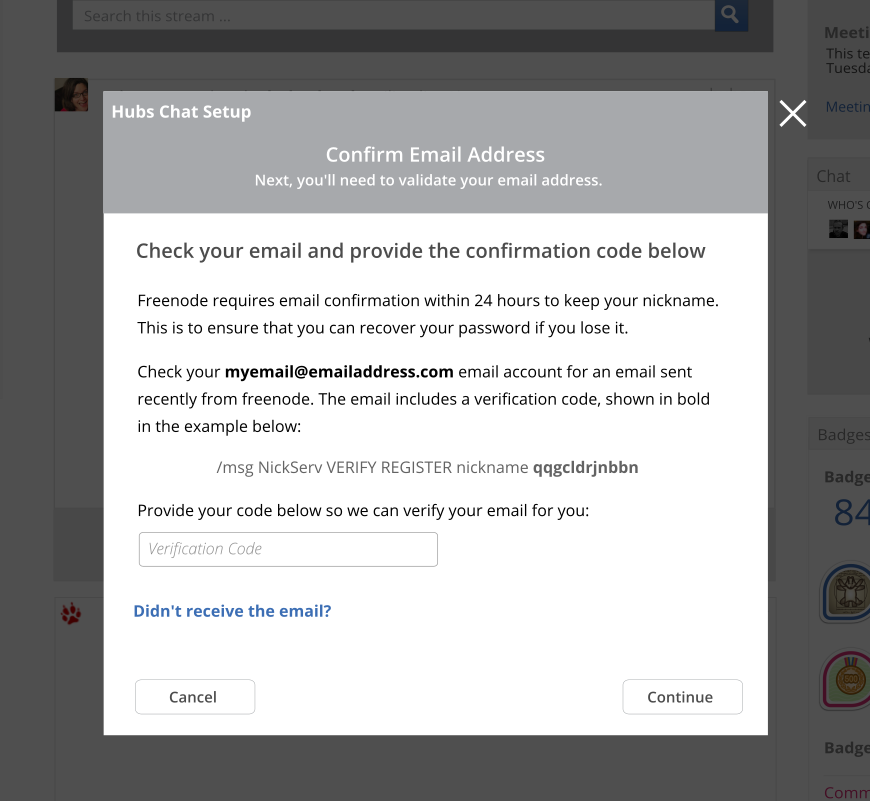 Search this stream ...
Hubs Chat Setup
Confirm Email Address
Next, you'll need to validate your email address.
Check your email and provide the confirmation code below
Freenode requires email confirmation within 24 hours to keep your nickname.
This is to ensure that you can recover your password if you lose it.
Check your myemail@emailaddress.com email account for an email sent
recently from freenode. The email includes a verification code, shown in bold
in the example below:
/msg NickServ VERIFY REGISTER nickname qqgcldrjnbbn
Provide your code below so we can verify your email for you:
Verification Code
Didn't receive the email?
Cancel
Continue
Meeti
This te
Tuesda
Meetin
Chat
WHO'S
Badges
Badge
84
Badge
Comm